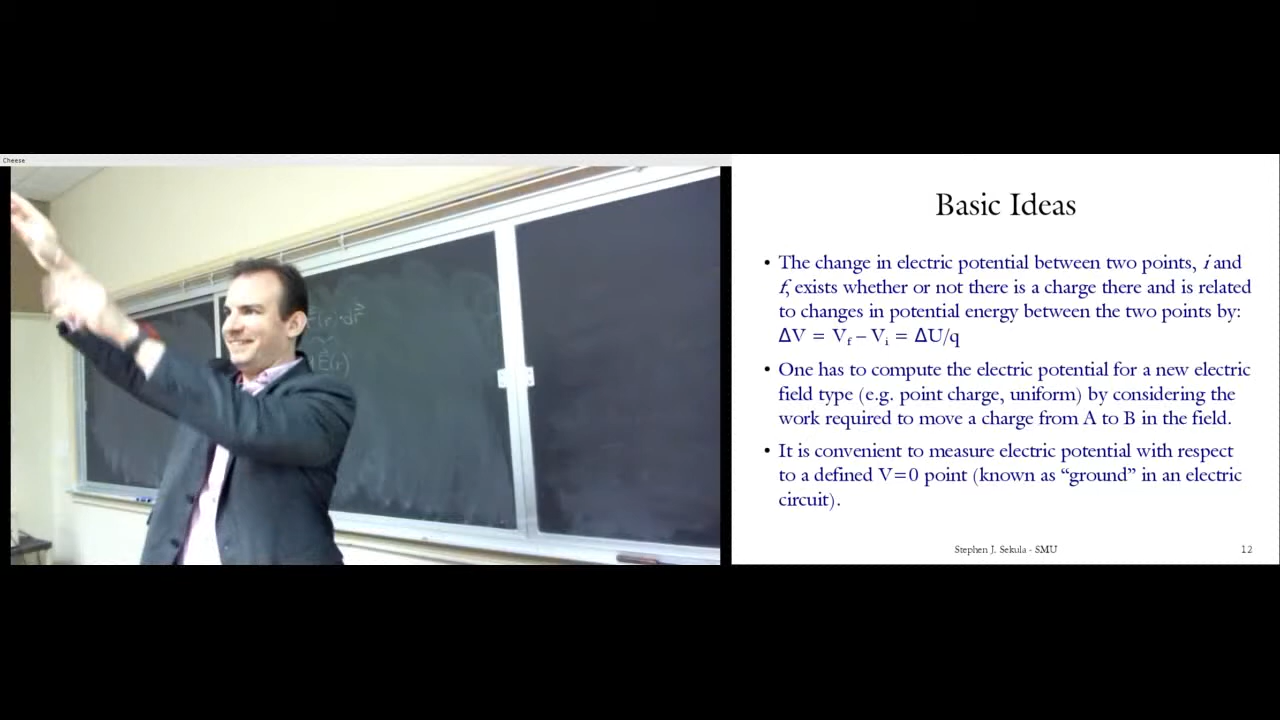 Cheese
F(r)·dr
E(r)
Basic Ideas
• The change in electric potential between two points, i and
f, exists whether or not there is a charge there and is related
to changes in potential energy between the two points by:
ΔV = Vf – Vi = ΔU/q
• One has to compute the electric potential for a new electric
field type (e.g. point charge, uniform) by considering the
work required to move a charge from A to B in the field.
• It is convenient to measure electric potential with respect
to a defined V=0 point (known as “ground” in an electric
circuit).
Stephen J. Sekula - SMU
12